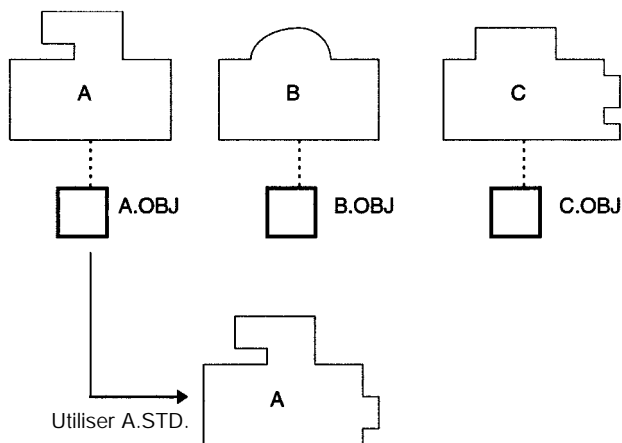 A
B
C
A.OBJ
B.OBJ
C.OBJ
A
Utiliser A.STD.